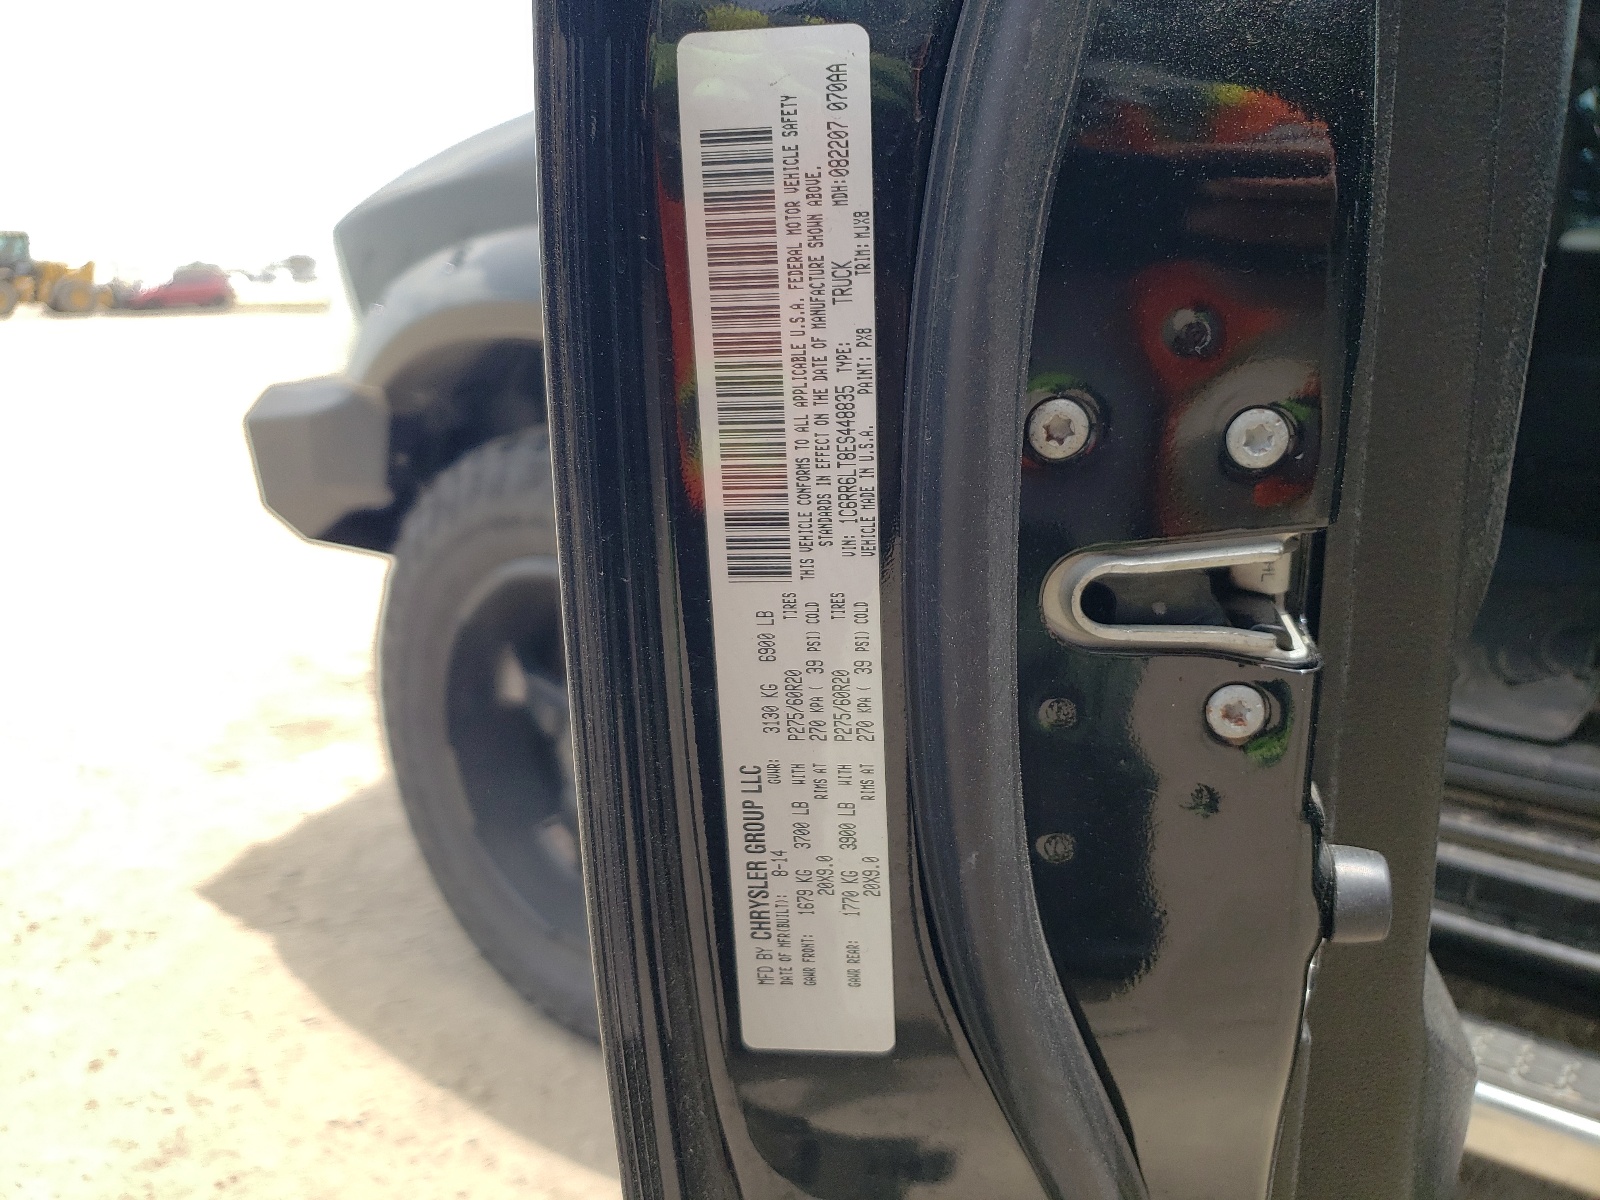 MFD BY CHRYSLER GROUP LLC
DATE OF MFR(BUILT): 8-14 GVWR: 3130 KG 6900 LB
GAWR FRONT: 1679 KG 3700 LB WITH P275/60R20 TIRES
20X9.0 RIMS AT 270 KPA ( 39 PSI) COLD
GAWR REAR: 1770 KG 3900 LB WITH P275/60R20 TIRES
20X9.0 RIMS AT 270 KPA ( 39 PSI) COLD
THIS VEHICLE CONFORMS TO ALL APPLICABLE U.S.A. FEDERAL MOTOR VEHICLE SAFETY
STANDARDS IN EFFECT ON THE DATE OF MANUFACTURE SHOWN ABOVE.
VIN: 1C6RR6LT8ES448835 TYPE: TRUCK MDH:082207 070AA
VEHICLE MADE IN U.S.A. PAINT: PX8 TRIM: MJX8